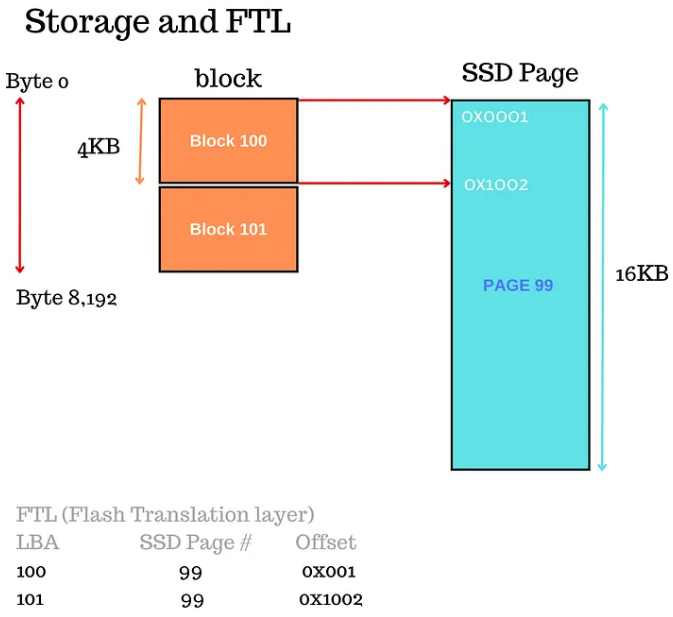 Storage and FTL
Byte 0
block
SSD Page
4KB
Block 100
0X0001
0X1002
Block 101
PAGE 99
16KB
Byte 8,192
FTL (Flash Translation layer)
LBA SSD Page # Offset
100 99 0X001
101 99 0X1002